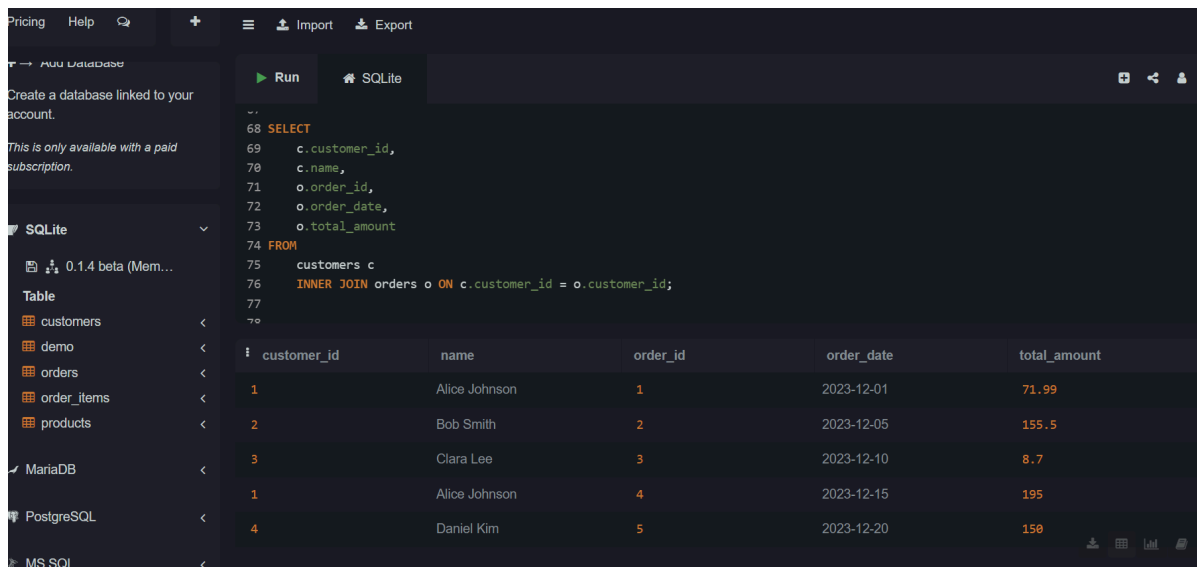 Pricing Help
Import Export
+ → Add DataBase
Create a database linked to your
account.
This is only available with a paid
subscription.
SQLite
0.1.4 beta (Mem…
Table
customers
demo
orders
order_items
products
MariaDB
PostgreSQL
MS SQL
Run SQLite
67
68 SELECT
69 c.customer_id,
70 c.name,
71 o.order_id,
72 o.order_date,
73 o.total_amount
74 FROM
75 customers c
76 INNER JOIN orders o ON c.customer_id = o.customer_id;
77
78
customer_id name order_id order_date total_amount
1 Alice Johnson 1 2023-12-01 71.99
2 Bob Smith 2 2023-12-05 155.5
3 Clara Lee 3 2023-12-10 8.7
1 Alice Johnson 4 2023-12-15 195
4 Daniel Kim 5 2023-12-20 150